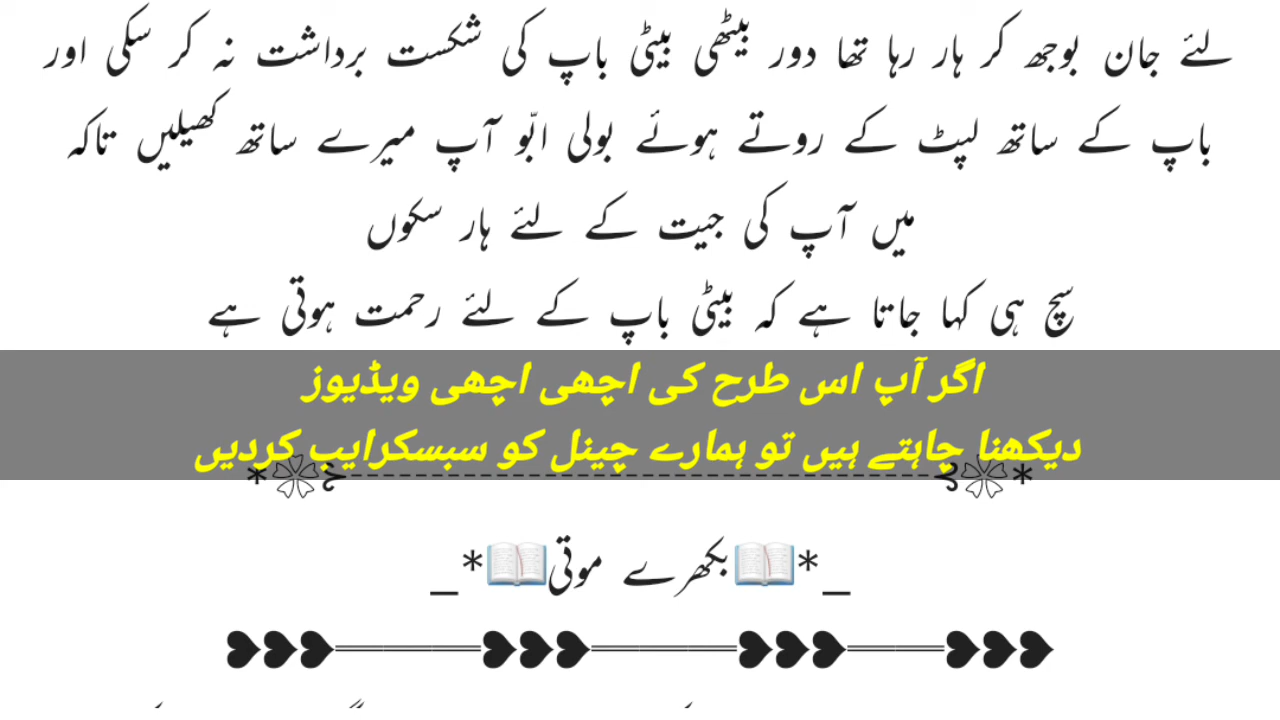 لئے جان بوجھ کر ہار رہا تھا دور بیٹھی بیٹی باپ کی شکست برداشت نہ کر سکی اور
باپ کے ساتھ لپٹ کے روتے ہوئے بولی ابّو آپ میرے ساتھ کھیلیں تاکہ
میں آپ کی جیت کے لئے ہار سکوں
سچ ہی کہا جاتا ہے کہ بیٹی باپ کے لئے رحمت ہوتی ہے
اگر آپ اس طرح کی اچھی اچھی ویڈیوز
دیکھنا چاہتے ہیں تو ہمارے چینل کو سبسکرایب کردیں
_*📖بکھرے موتی📖*_